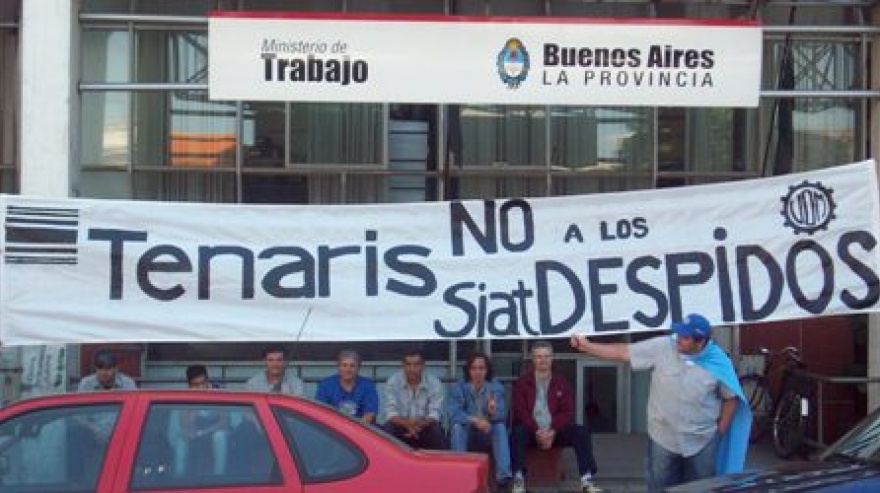 Ministerio de
Trabajo
Buenos Aires
LA PROVINCIA
Tenaris NO A LOS
Siat DESPIDOS
UOM